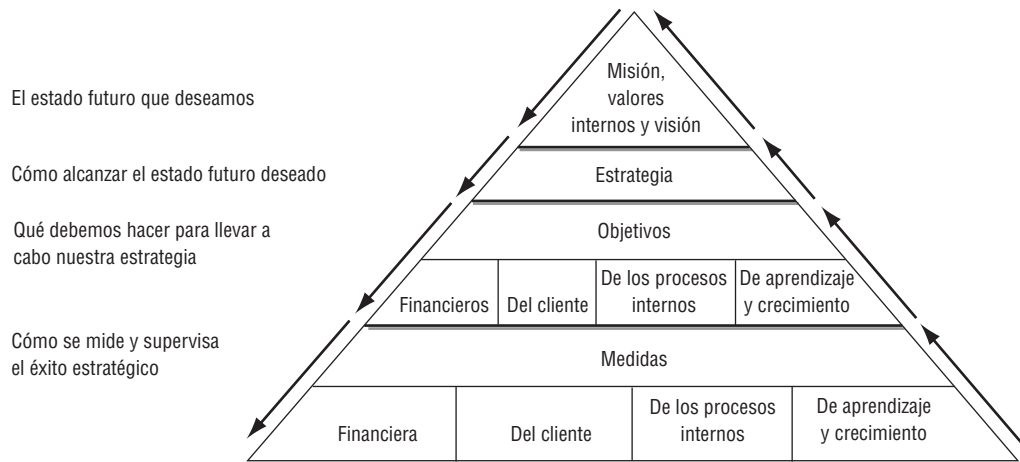 El estado futuro que deseamos
Misión,
valores
internos y visión
Cómo alcanzar el estado futuro deseado
Estrategia
Qué debemos hacer para llevar a
cabo nuestra estrategia
Objetivos
Financieros
Del cliente
De los procesos
internos
De aprendizaje
y crecimiento
Cómo se mide y supervisa
el éxito estratégico
Medidas
Financiera
Del cliente
De los procesos
internos
De aprendizaje
y crecimiento